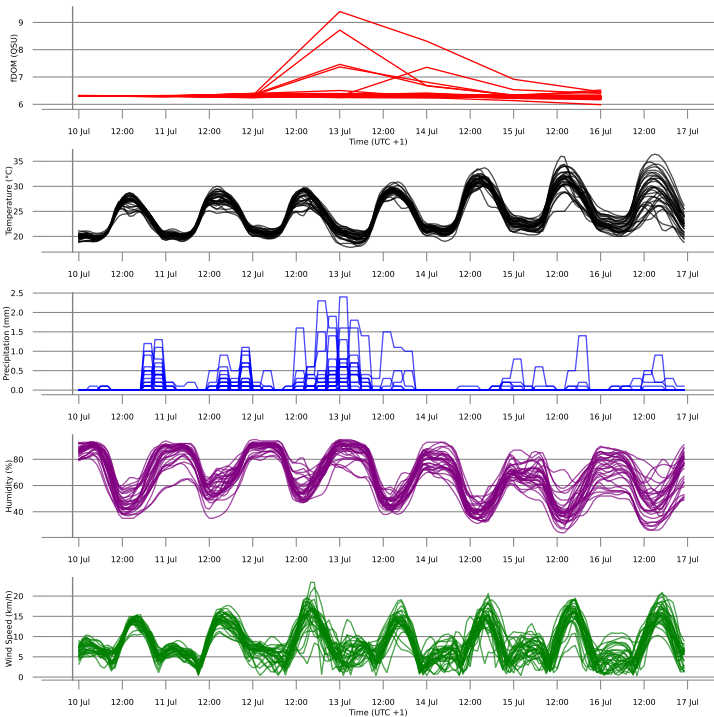 fDOM (QSU)
9
8
7
6
10 Jul 12:00 11 Jul 12:00 12 Jul 12:00 13 Jul 12:00 14 Jul 12:00 15 Jul 12:00 16 Jul 12:00 17 Jul
Time (UTC +1)
Temperature (°C)
35
30
25
20
10 Jul 12:00 11 Jul 12:00 12 Jul 12:00 13 Jul 12:00 14 Jul 12:00 15 Jul 12:00 16 Jul 12:00 17 Jul
Precipitation (mm)
2.5
2.0
1.5
1.0
0.5
0.0
10 Jul 12:00 11 Jul 12:00 12 Jul 12:00 13 Jul 12:00 14 Jul 12:00 15 Jul 12:00 16 Jul 12:00 17 Jul
Humidity (%)
80
60
40
10 Jul 12:00 11 Jul 12:00 12 Jul 12:00 13 Jul 12:00 14 Jul 12:00 15 Jul 12:00 16 Jul 12:00 17 Jul
Wind Speed (km/h)
20
15
10
5
0
10 Jul 12:00 11 Jul 12:00 12 Jul 12:00 13 Jul 12:00 14 Jul 12:00 15 Jul 12:00 16 Jul 12:00 17 Jul
Time (UTC +1)